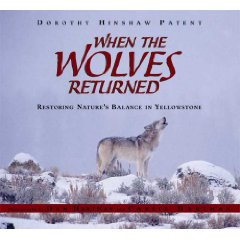 DOROTHY HINSHAW PATENT
WHEN THE
WOLVES
RETURNED
RESTORING NATURE'S BALANCE IN YELLOWSTONE